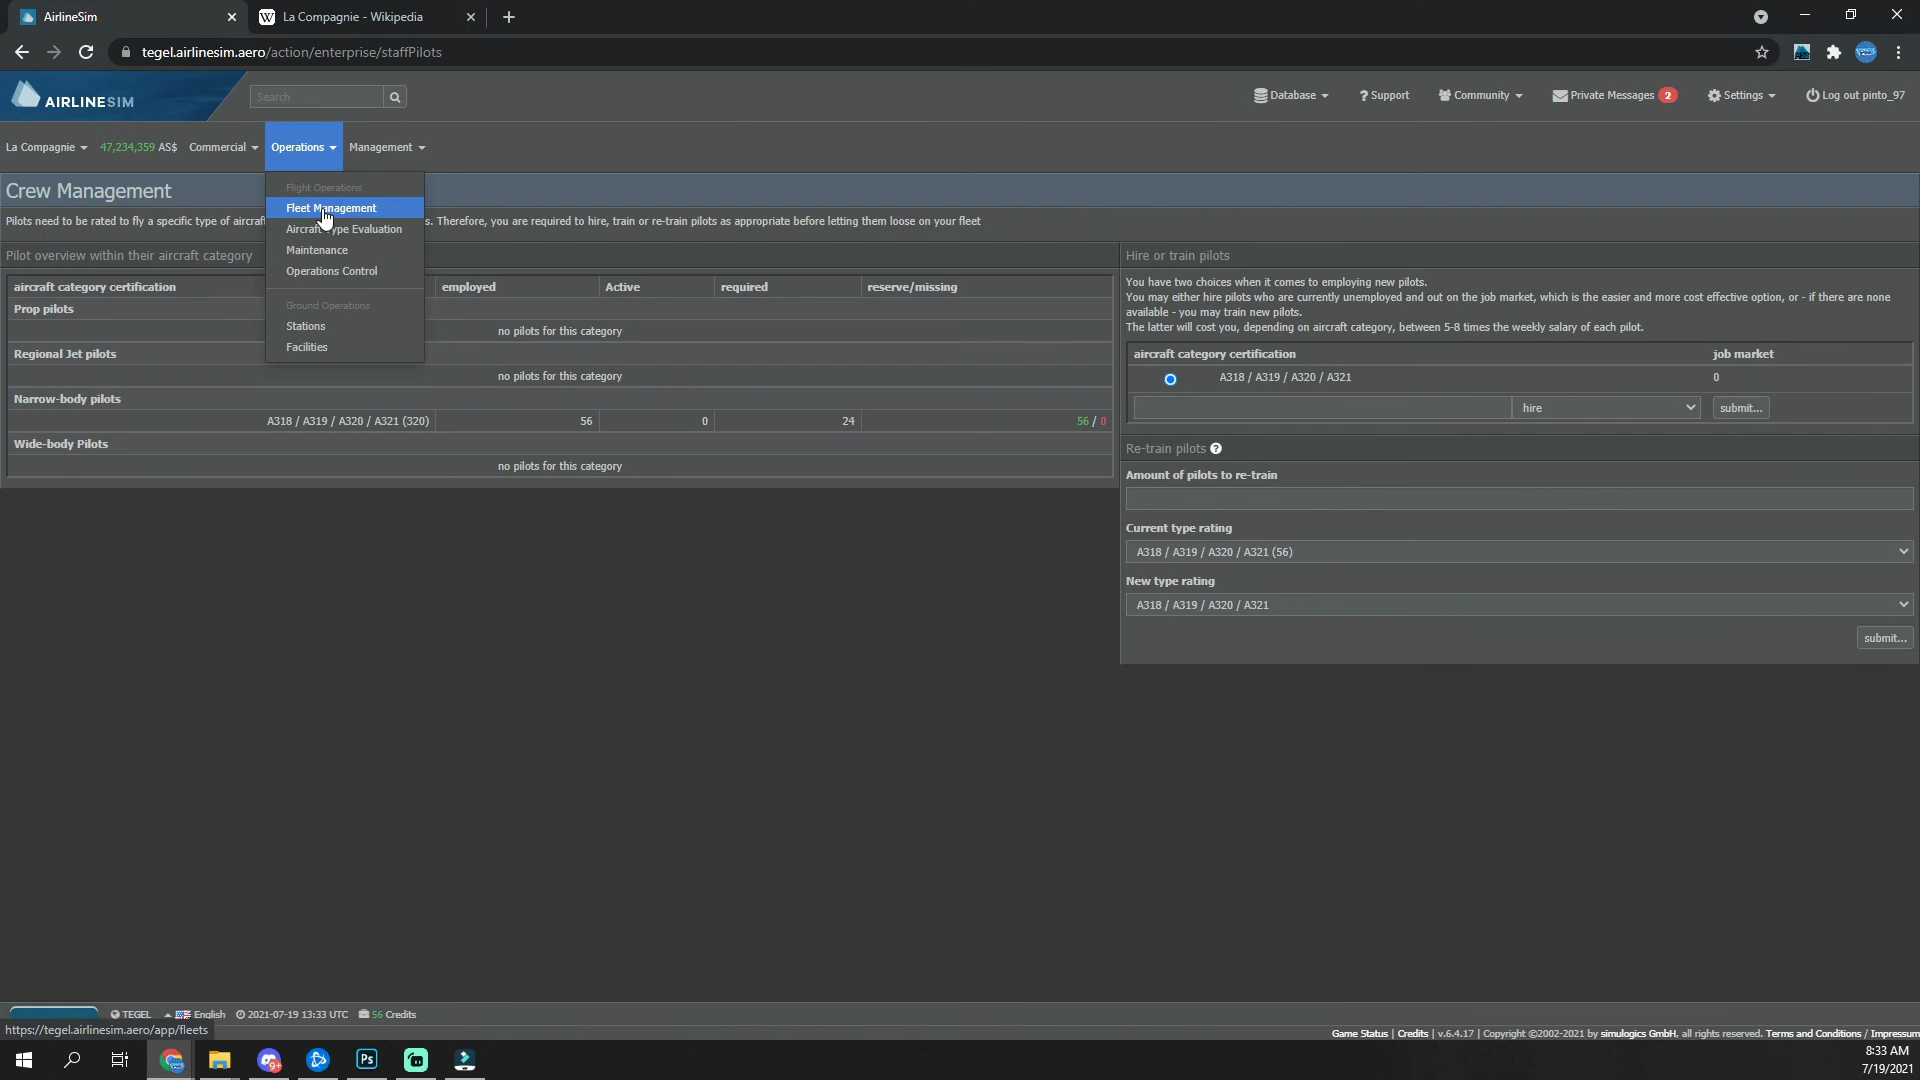 AirlineSim
La Compagnie - Wikipedia
tegel.airlinesim.aero/action/enterprise/staffPilots
AIRLINESIM
Search
Database
? Support
Community
Private Messages 2
Settings
Log out pinto_97
La Compagnie
47,234,359 AS$
Commercial
Operations
Management
Crew Management
Flight Operations
Fleet Management
Aircraft Type Evaluation
Maintenance
Operations Control
Ground Operations
Stations
Facilities
Pilots need to be rated to fly a specific type of aircraf
s. Therefore, you are required to hire, train or re-train pilots as appropriate before letting them loose on your fleet
Pilot overview within their aircraft category
aircraft category certification
employed
Active
required
reserve/missing
Prop pilots
no pilots for this category
Regional Jet pilots
no pilots for this category
Narrow-body pilots
A318 / A319 / A320 / A321 (320)
56
0
24
56 / 0
Wide-body Pilots
no pilots for this category
Hire or train pilots
You have two choices when it comes to employing new pilots.
You may either hire pilots who are currently unemployed and out on the job market, which is the easier and more cost effective option, or - if there are none
available - you may train new pilots.
The latter will cost you, depending on aircraft category, between 5-8 times the weekly salary of each pilot.
aircraft category certification
job market
A318 / A319 / A320 / A321
0
hire
submit...
Re-train pilots ?
Amount of pilots to re-train
Current type rating
A318 / A319 / A320 / A321 (56)
New type rating
A318 / A319 / A320 / A321
submit...
TEGEL
English
2021-07-19 13:33 UTC
56 Credits
https://tegel.airlinesim.aero/app/fleets
Game Status | Credits | v.6.4.17 | Copyright ©2002-2021 by simulogics GmbH, all rights reserved. Terms and Conditions / Impressum
W
9+
Ps
8:33 AM
7/19/2021